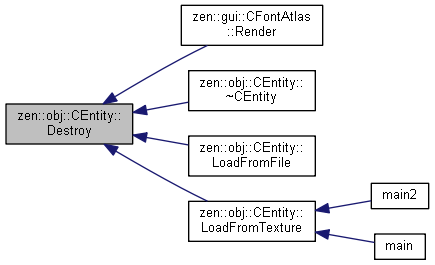 zen::gui::CFontAtlas
::Render
zen::obj::CEntity::
~CEntity
zen::obj::CEntity::
Destroy
zen::obj::CEntity::
LoadFromFile
zen::obj::CEntity::
LoadFromTexture
main2
main